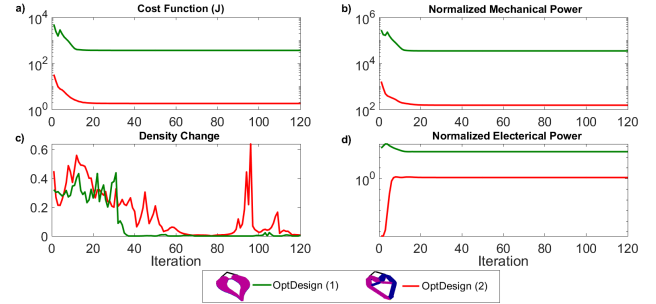 a) Cost Function (J)
10^4
10^2
10^0
0 20 40 60 80 100 120
b) Normalized Mechanical Power
10^6
10^4
10^2
0 20 40 60 80 100 120
c) Density Change
0.6
0.4
0.2
0
0 20 40 60 80 100 120
Iteration
d) Normalized Electerical Power
10^0
0 20 40 60 80 100 120
Iteration
OptDesign (1)
OptDesign (2)